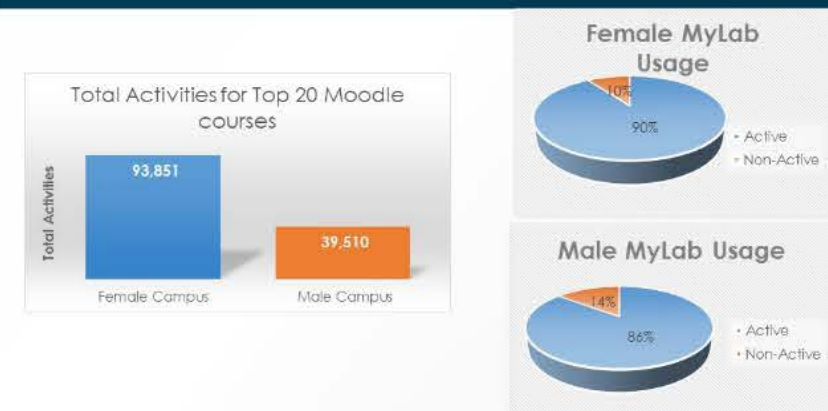 Total Activities for Top 20 Moodle
courses
Total Activities
93,851
39,510
Female Campus
Male Campus
Female MyLab
Usage
10%
90%
Active
Non-Active
Male MyLab Usage
14%
86%
Active
Non-Active